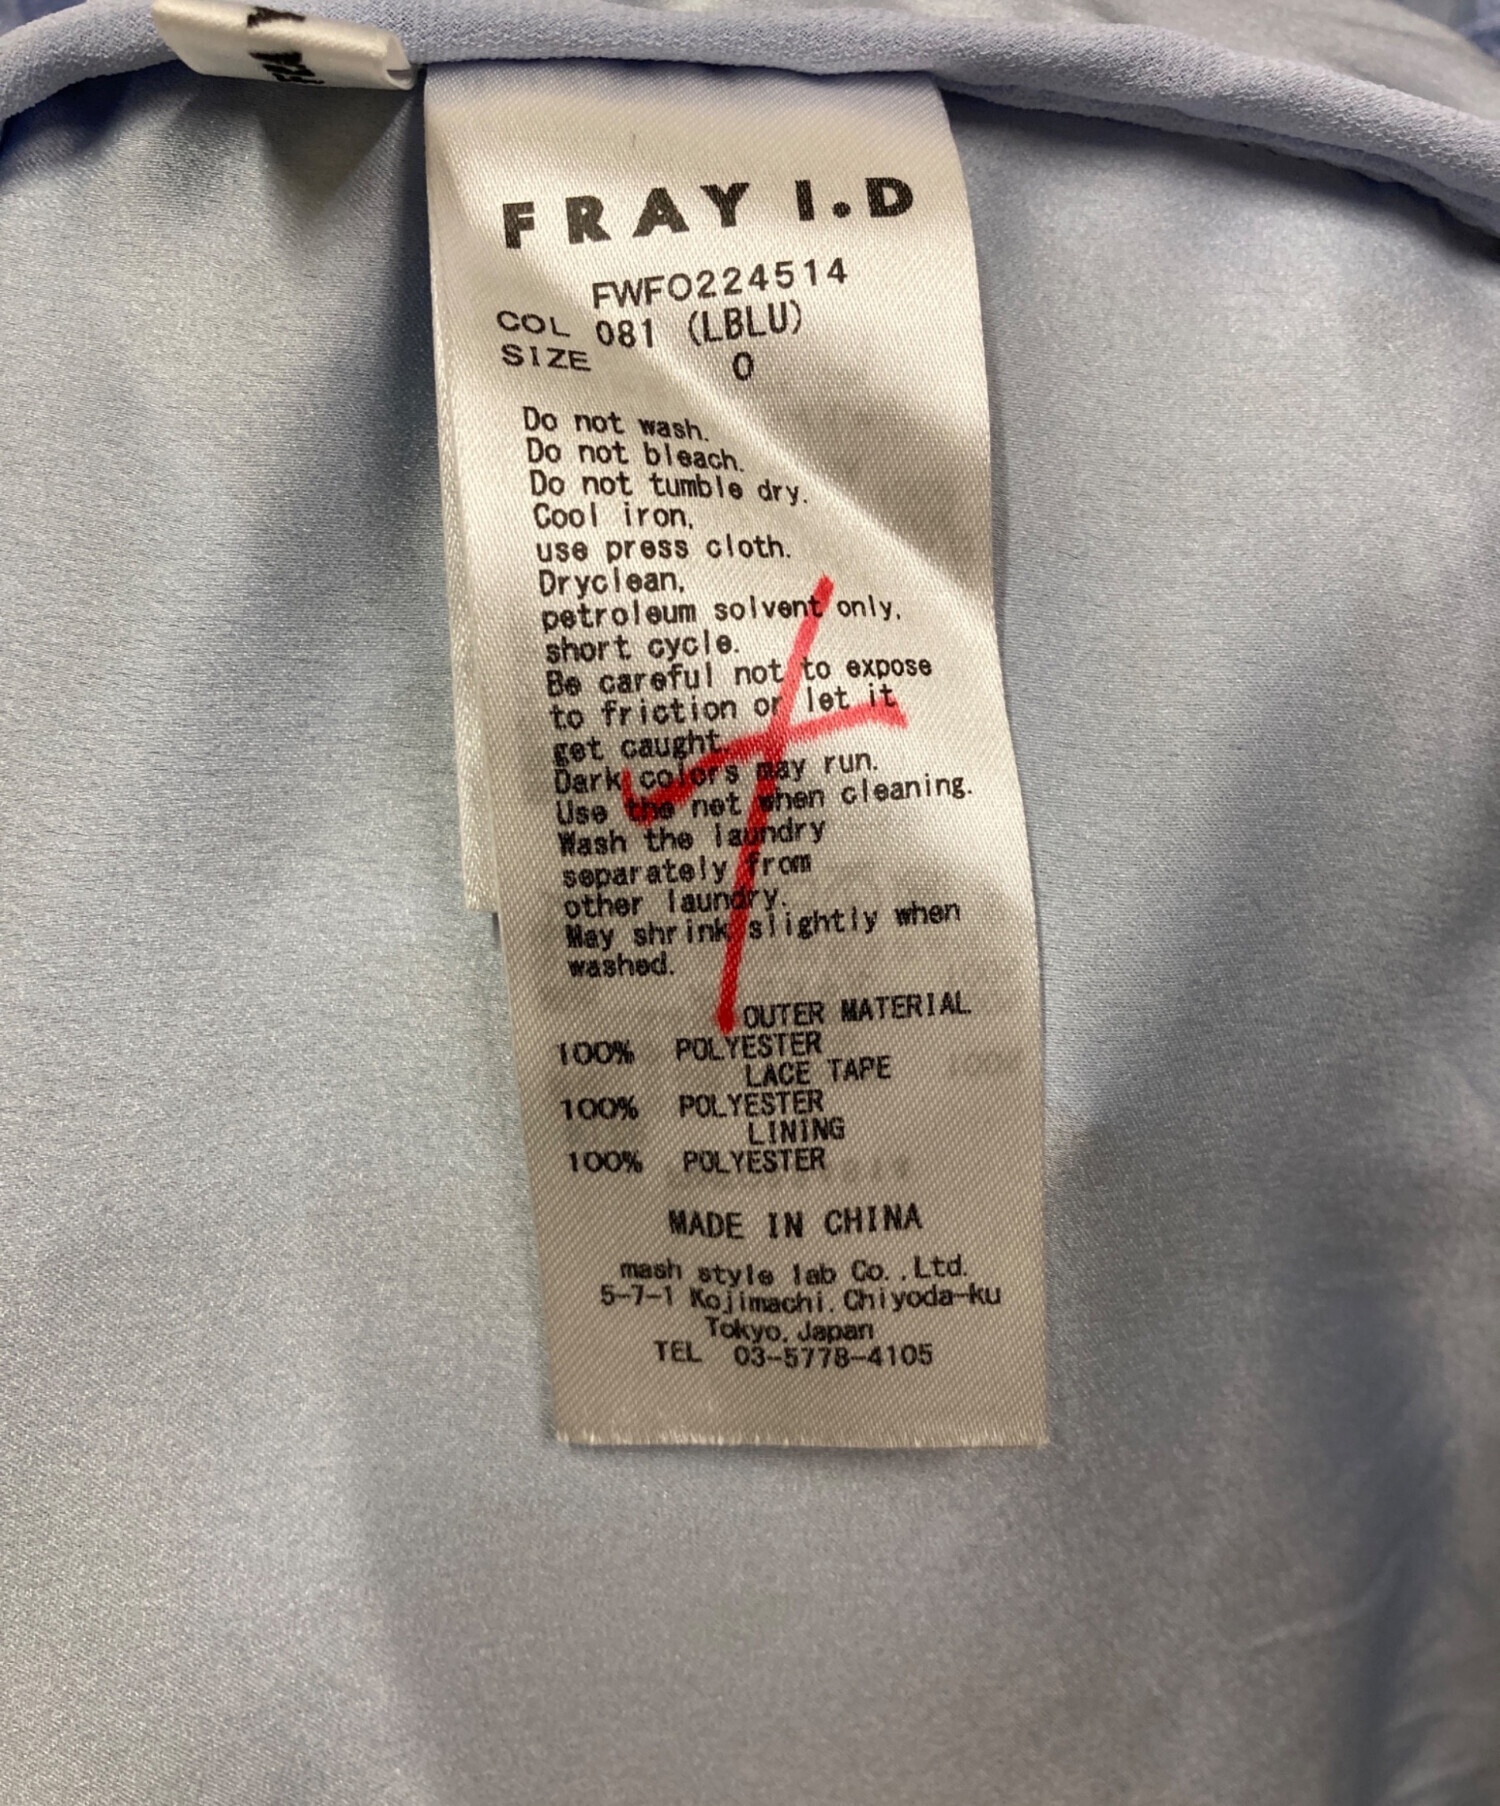 FRAY I.D
FWFO224514
COL 081 (LBLU)
SIZE 0
Do not wash.
Do not bleach.
Do not tumble dry.
Cool iron,
use press cloth.
Dryclean,
petroleum solvent only,
short cycle.
Be careful not to expose
to friction or let it
get caught.
Dark colors may run.
Use the net when cleaning.
Wash the laundry
separately from
other laundry.
May shrink slightly when
washed.
OUTER MATERIAL
100% POLYESTER
LACE TAPE
100% POLYESTER
LINING
100% POLYESTER
MADE IN CHINA
mash style lab Co.,Ltd.
5-7-1 Kojimachi, Chiyoda-ku
Tokyo, Japan
TEL 03-5778-4105